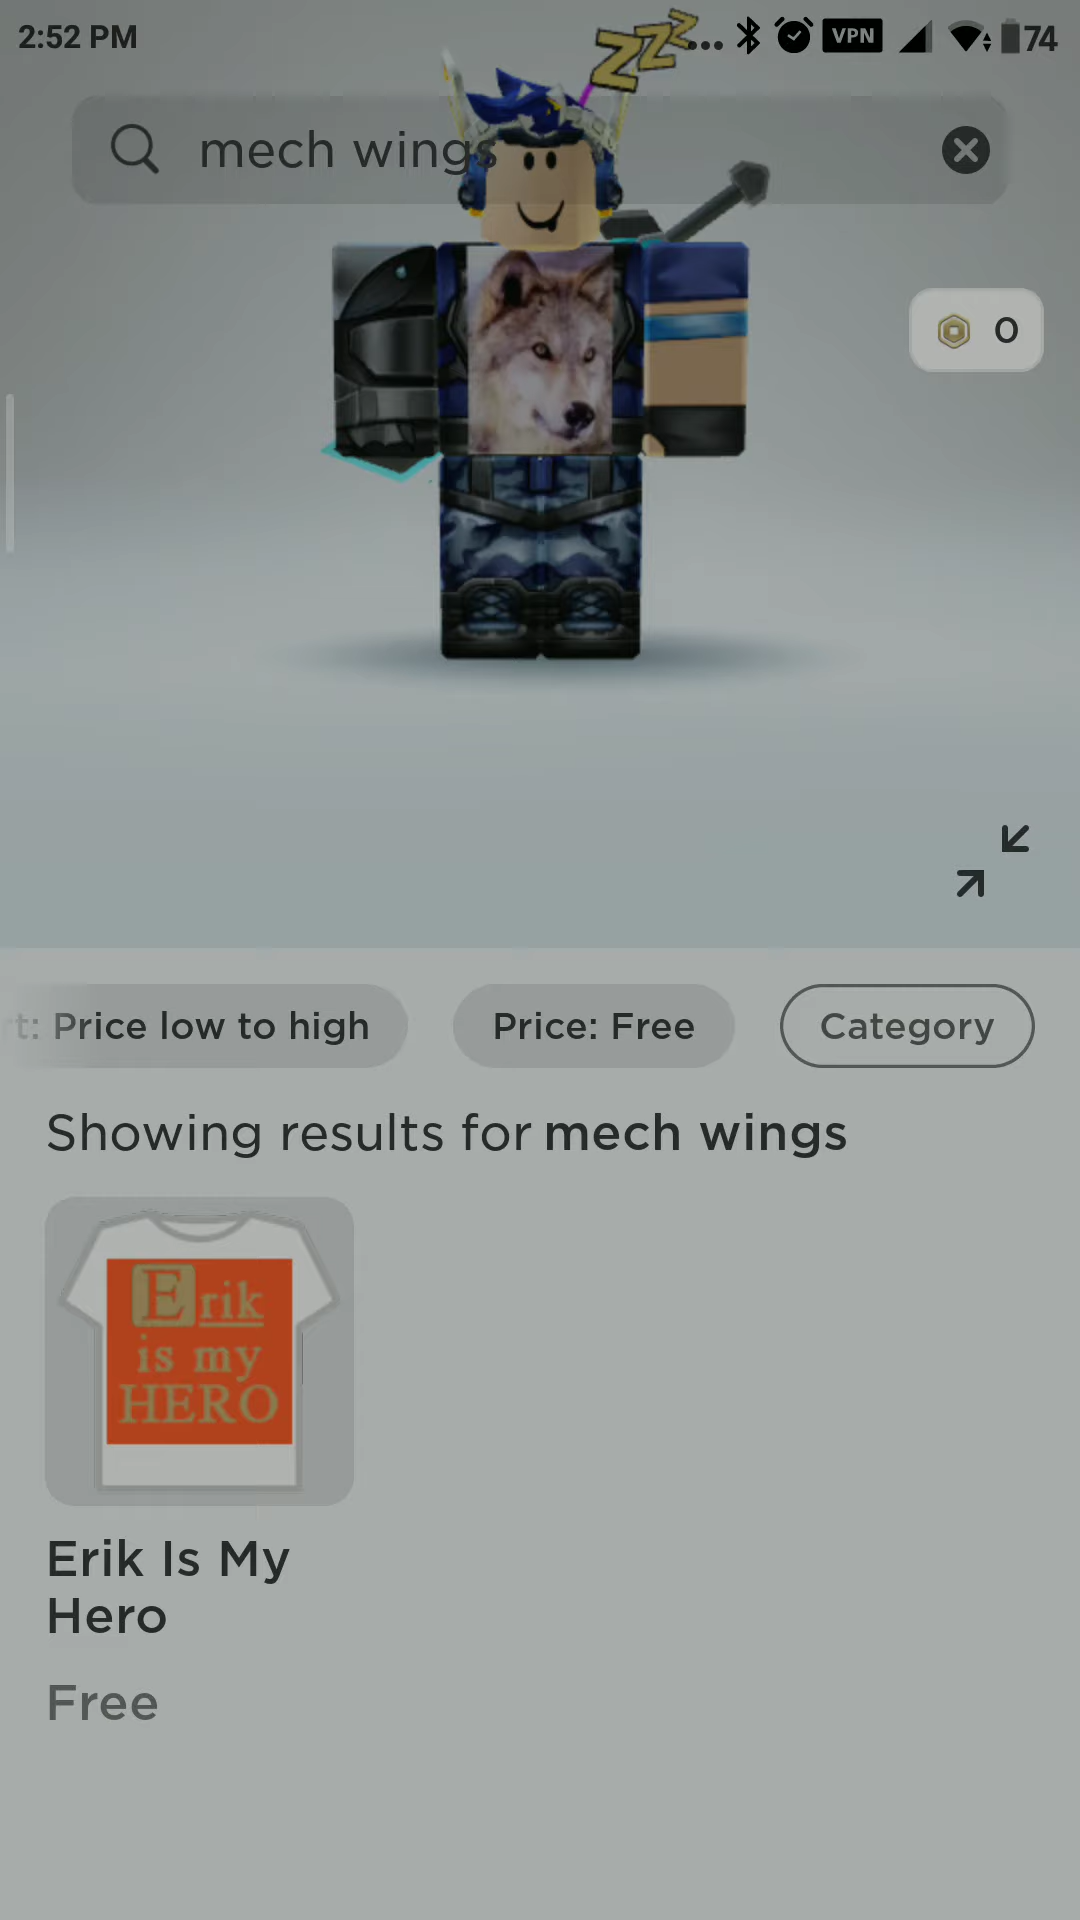 2:52 PM
zzz
... VPN 74
mech wings
0
t: Price low to high
Price: Free
Category
Showing results for mech wings
Erik
is my
HERO
Erik Is My
Hero
Free